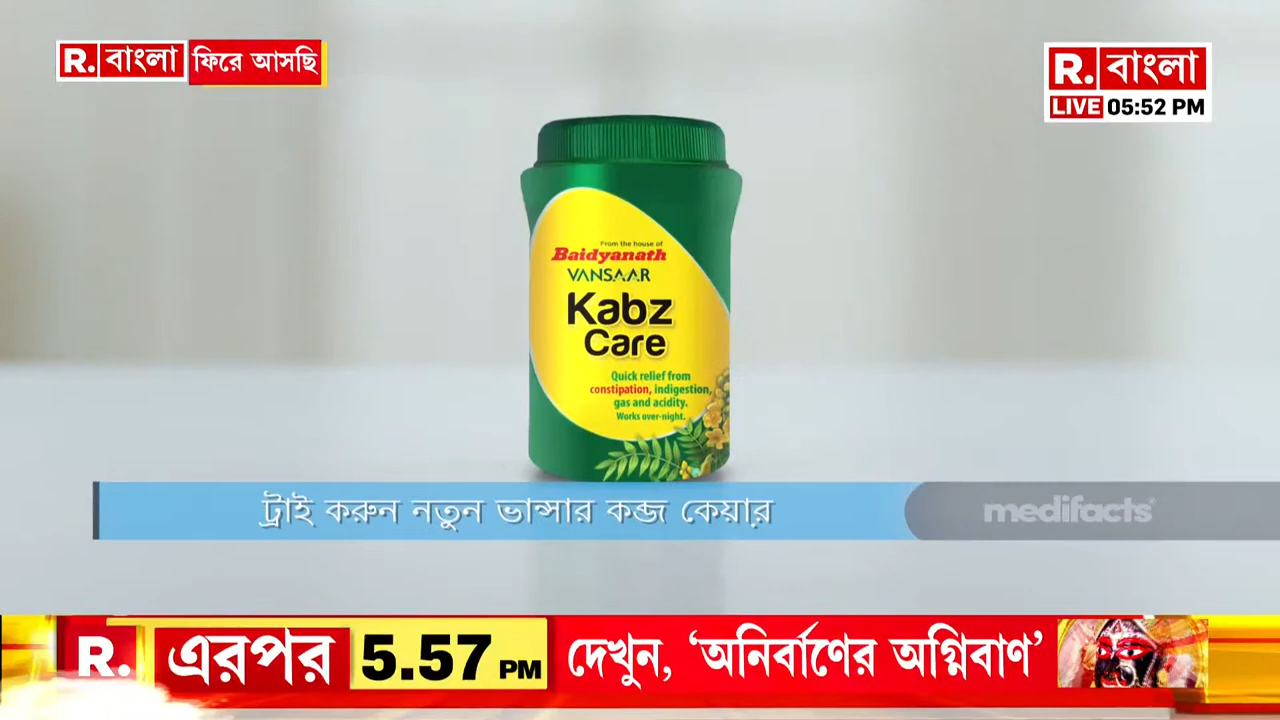 R. বাংলা ফিরে আসছি
R. বাংলা
LIVE 05:52 PM
From the house of
Baidyanath
VANSAAR
Kabz
Care
Quick relief from
constipation, indigestion,
gas and acidity.
Works over-night.
ট্রাই করুন নতুন ভান্সার কব্জ কেয়ার
medifacts
R. এরপর 5.57 PM দেখুন, ‘অনির্বাণের অগ্নিবাণ’